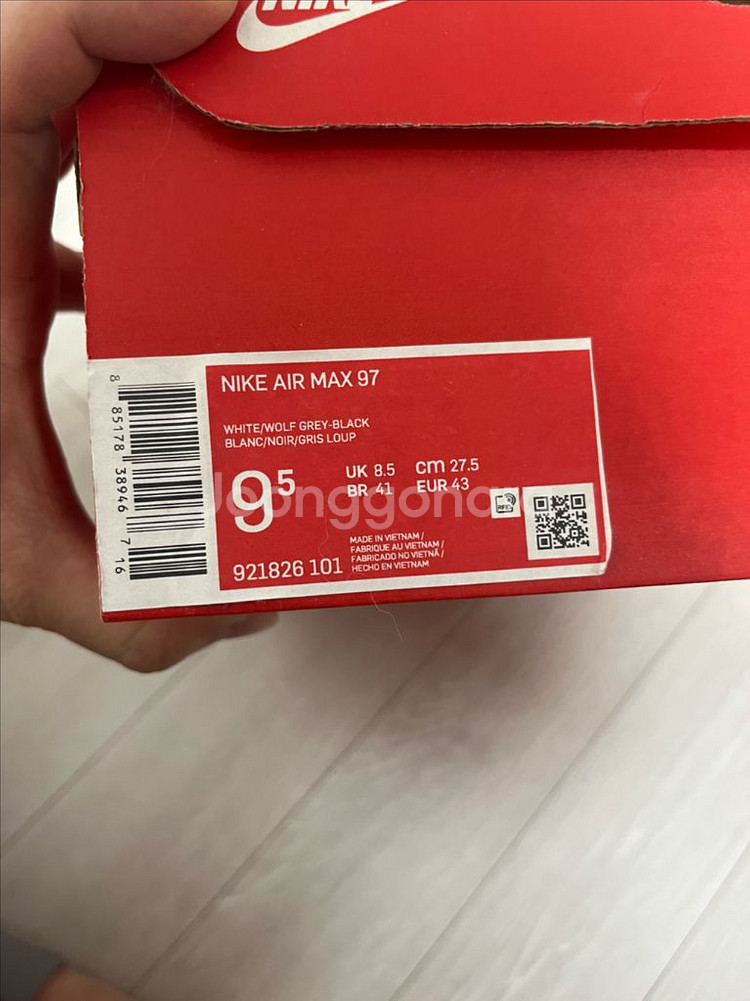 NIKE
NIKE AIR MAX 97
WHITE/WOLF GREY-BLACK
BLANC/NOIR/GRIS LOUP
9.5
UK 8.5 cm 27.5
BR 41 EUR 43
MADE IN VIETNAM /
FABRIQUE AU VIETNAM /
FABRICADO NO VIETNÃ /
HECHO EN VIETNAM
921826 101
8 85178 38946 7 16
RFID